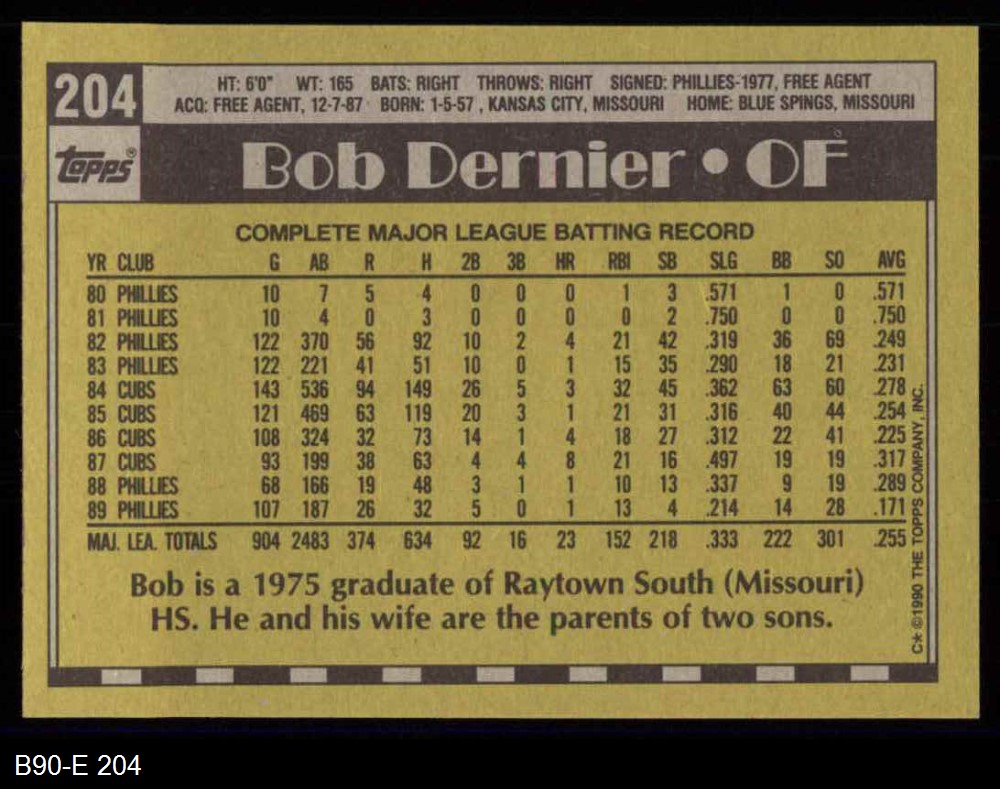 204
HT: 6'0" WT: 165 BATS: RIGHT THROWS: RIGHT SIGNED: PHILLIES-1977, FREE AGENT
ACQ: FREE AGENT, 12-7-87 BORN: 1-5-57 , KANSAS CITY, MISSOURI HOME: BLUE SPINGS, MISSOURI
Topps®
Bob Dernier • OF
COMPLETE MAJOR LEAGUE BATTING RECORD
YR CLUB G AB R H 2B 3B HR RBI SB SLG BB SO AVG
80 PHILLIES 10 7 5 4 0 0 0 1 3 .571 1 0 .571
81 PHILLIES 10 4 0 3 0 0 0 0 2 .750 0 0 .750
82 PHILLIES 122 370 56 92 10 2 4 21 42 .319 36 69 .249
83 PHILLIES 122 221 41 51 10 0 1 15 35 .290 18 21 .231
84 CUBS 143 536 94 149 26 5 3 32 45 .362 63 60 .278
85 CUBS 121 469 63 119 20 3 1 21 31 .316 40 44 .254
86 CUBS 108 324 32 73 14 1 4 18 27 .312 22 41 .225
87 CUBS 93 199 38 63 4 4 8 21 16 .497 19 19 .317
88 PHILLIES 68 166 19 48 3 1 1 10 13 .337 9 19 .289
89 PHILLIES 107 187 26 32 5 0 1 13 4 .214 14 28 .171
MAJ. LEA. TOTALS 904 2483 374 634 92 16 23 152 218 .333 222 301 .255
Bob is a 1975 graduate of Raytown South (Missouri)
HS. He and his wife are the parents of two sons.
C* ©1990 THE TOPPS COMPANY, INC.
B90-E 204